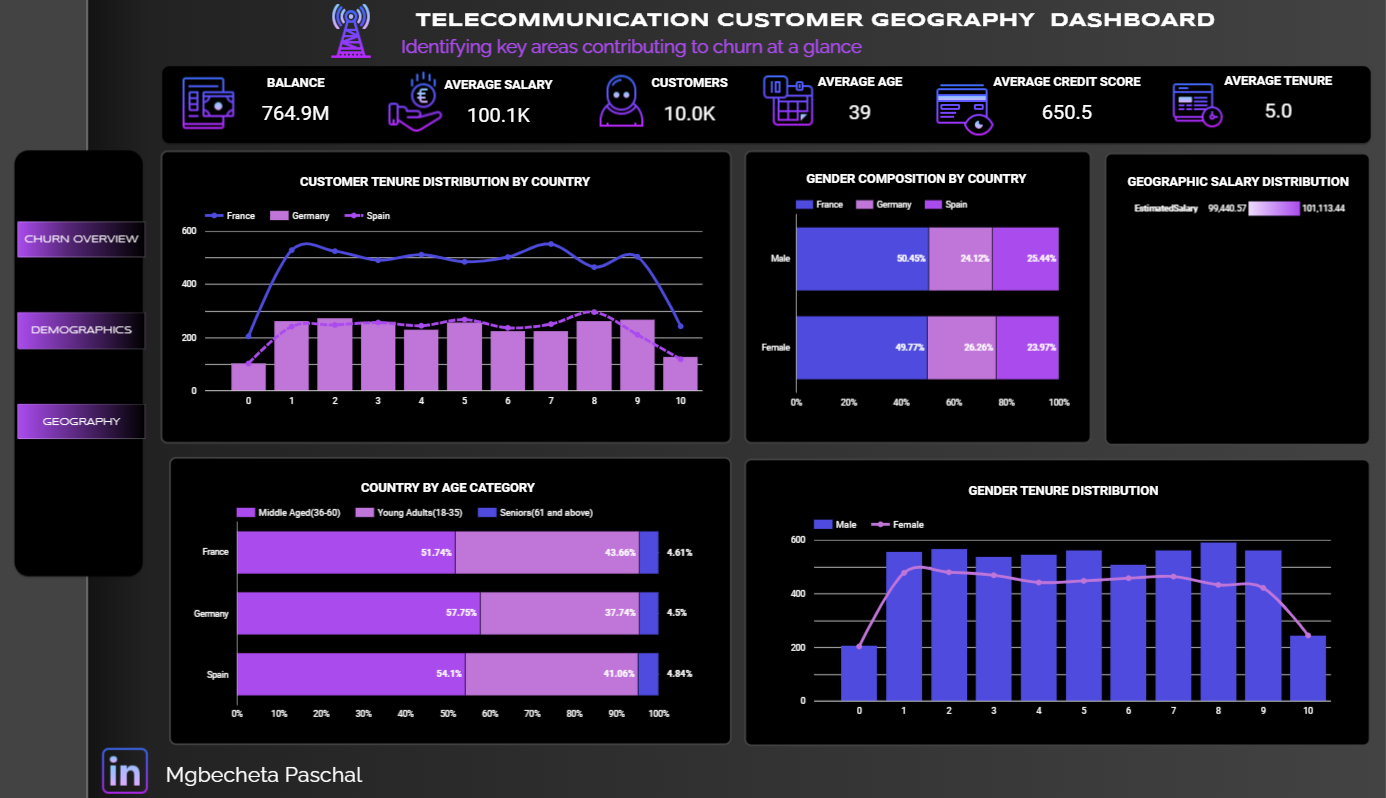 TELECOMMUNICATION CUSTOMER GEOGRAPHY DASHBOARD
Identifying key areas contributing to churn at a glance
BALANCE
764.9M
AVERAGE SALARY
100.1K
CUSTOMERS
10.0K
AVERAGE AGE
39
AVERAGE CREDIT SCORE
650.5
AVERAGE TENURE
5.0
CHURN OVERVIEW
DEMOGRAPHICS
GEOGRAPHY
CUSTOMER TENURE DISTRIBUTION BY COUNTRY
France Germany Spain
600
400
200
0
0 1 2 3 4 5 6 7 8 9 10
GENDER COMPOSITION BY COUNTRY
France Germany Spain
Male 50.45% 24.12% 25.44%
Female 49.77% 26.26% 23.97%
0% 20% 40% 60% 80% 100%
GEOGRAPHIC SALARY DISTRIBUTION
EstimatedSalary 99,440.57 101,113.44
COUNTRY BY AGE CATEGORY
Middle Aged(36-60) Young Adults(18-35) Seniors(61 and above)
France 51.74% 43.66% 4.61%
Germany 57.75% 37.74% 4.5%
Spain 54.1% 41.06% 4.84%
0% 10% 20% 30% 40% 50% 60% 70% 80% 90% 100%
GENDER TENURE DISTRIBUTION
Male Female
600
400
200
0
0 1 2 3 4 5 6 7 8 9 10
in
Mgbecheta Paschal